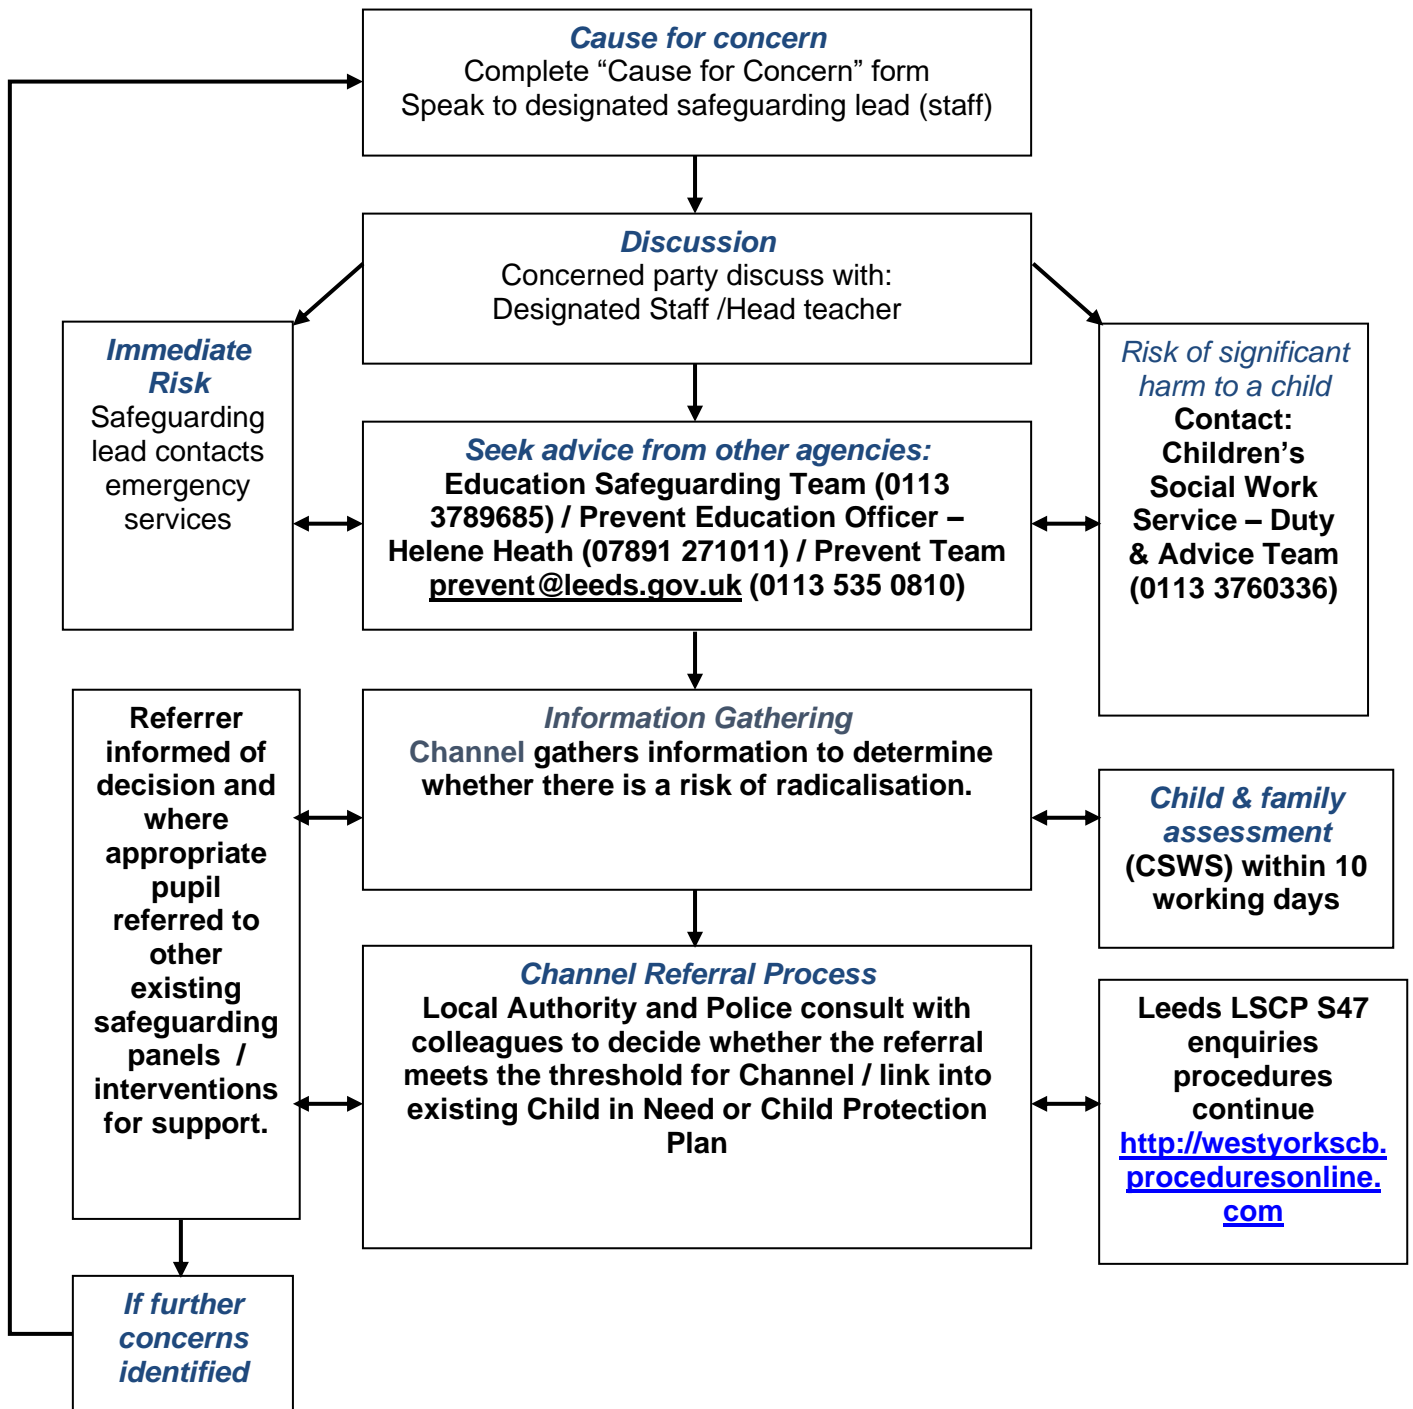 Cause for concern
Complete “Cause for Concern” form
Speak to designated safeguarding lead (staff)
Discussion
Concerned party discuss with:
Designated Staff /Head teacher
Immediate
Risk
Safeguarding
lead contacts
emergency
services
Seek advice from other agencies:
Education Safeguarding Team (0113
3789685) / Prevent Education Officer –
Helene Heath (07891 271011) / Prevent Team
prevent@leeds.gov.uk (0113 535 0810)
Risk of significant
harm to a child
Contact:
Children’s
Social Work
Service – Duty
& Advice Team
(0113 3760336)
Referrer
informed of
decision and
where
appropriate
pupil
referred to
other
existing
safeguarding
panels /
interventions
for support.
Information Gathering
Channel gathers information to determine
whether there is a risk of radicalisation.
Child & family
assessment
(CSWS) within 10
working days
Channel Referral Process
Local Authority and Police consult with
colleagues to decide whether the referral
meets the threshold for Channel / link into
existing Child in Need or Child Protection
Plan
Leeds LSCP S47
enquiries
procedures
continue
http://westyorkscb.
proceduresonline.
com
If further
concerns
identified